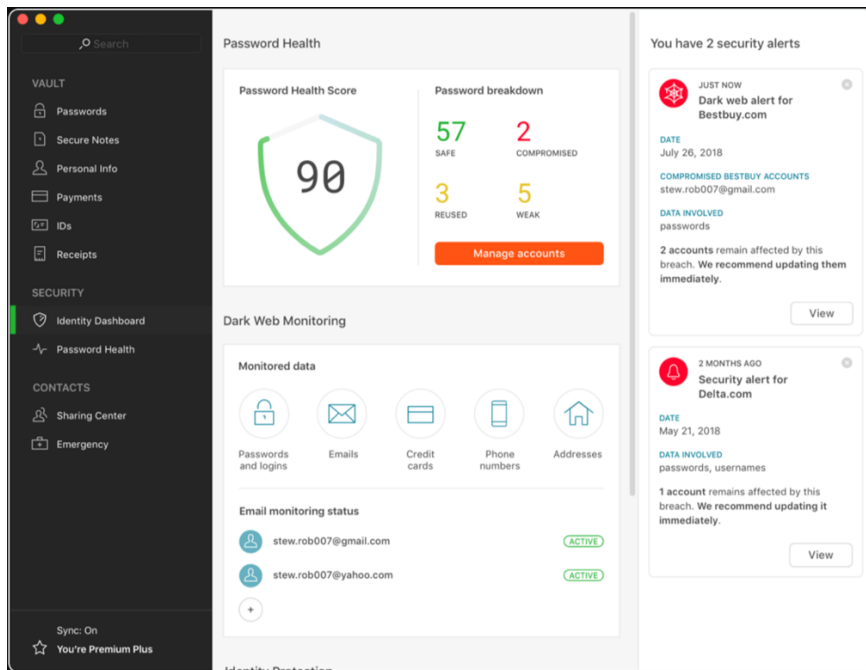 Search
VAULT
Passwords
Secure Notes
Personal Info
Payments
IDs
Receipts
SECURITY
Identity Dashboard
Password Health
CONTACTS
Sharing Center
Emergency
Sync: On
You're Premium Plus
Password Health
Password Health Score
90
Password breakdown
57
SAFE
2
COMPROMISED
3
REUSED
5
WEAK
Manage accounts
Dark Web Monitoring
Monitored data
Passwords
and logins
Emails
Credit
cards
Phone
numbers
Addresses
Email monitoring status
stew.rob007@gmail.com
ACTIVE
stew.rob007@yahoo.com
ACTIVE
+
Identity Protection
You have 2 security alerts
JUST NOW
Dark web alert for
Bestbuy.com
DATE
July 26, 2018
COMPROMISED BESTBUY ACCOUNTS
stew.rob007@gmail.com
DATA INVOLVED
passwords
2 accounts remain affected by this
breach. We recommend updating them
immediately.
View
2 MONTHS AGO
Security alert for
Delta.com
DATE
May 21, 2018
DATA INVOLVED
passwords, usernames
1 account remains affected by this
breach. We recommend updating it
immediately.
View